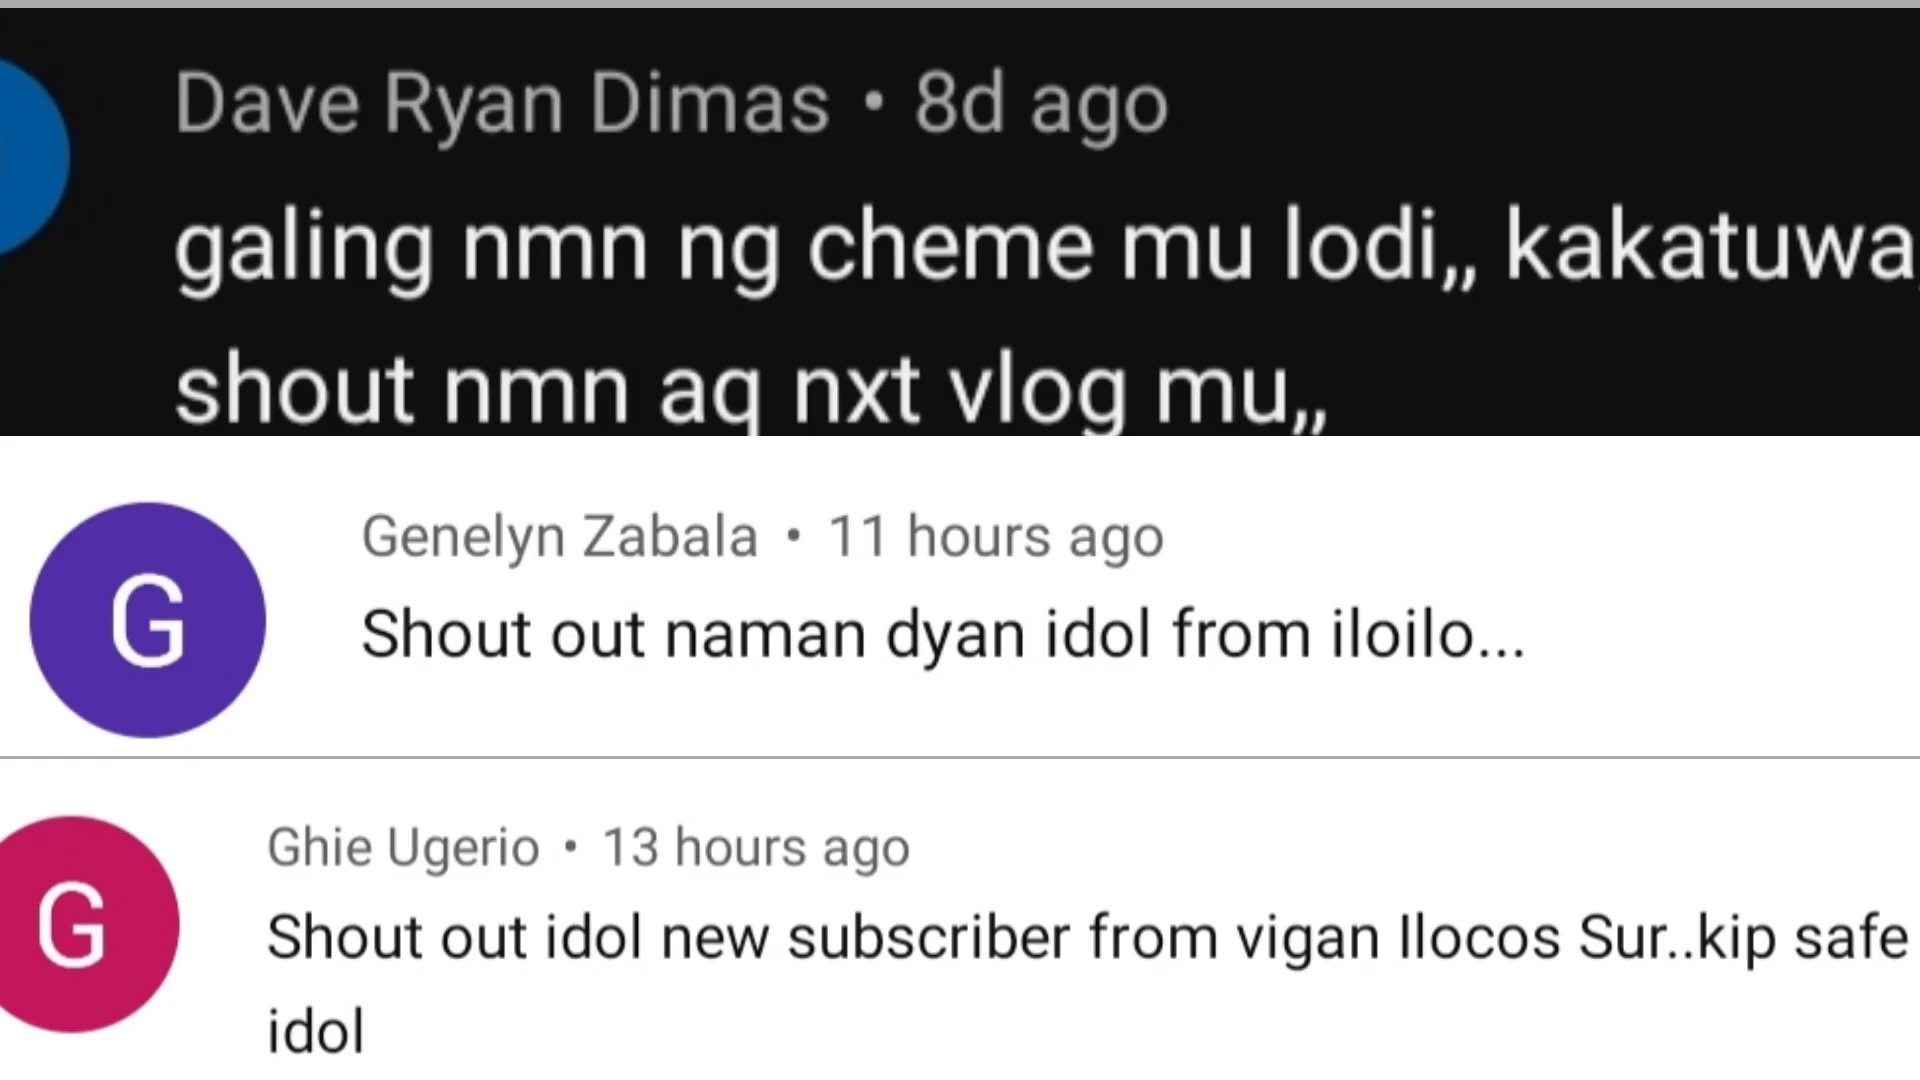 Dave Ryan Dimas • 8d ago
galing nmn ng cheme mu lodi,, kakatuwa,
shout nmn aq nxt vlog mu,,
G
Genelyn Zabala • 11 hours ago
Shout out naman dyan idol from iloilo...
G
Ghie Ugerio • 13 hours ago
Shout out idol new subscriber from vigan Ilocos Sur..kip safe
idol